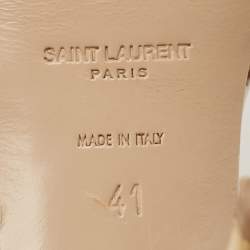 SAINT LAURENT
PARIS
MADE IN ITALY
41